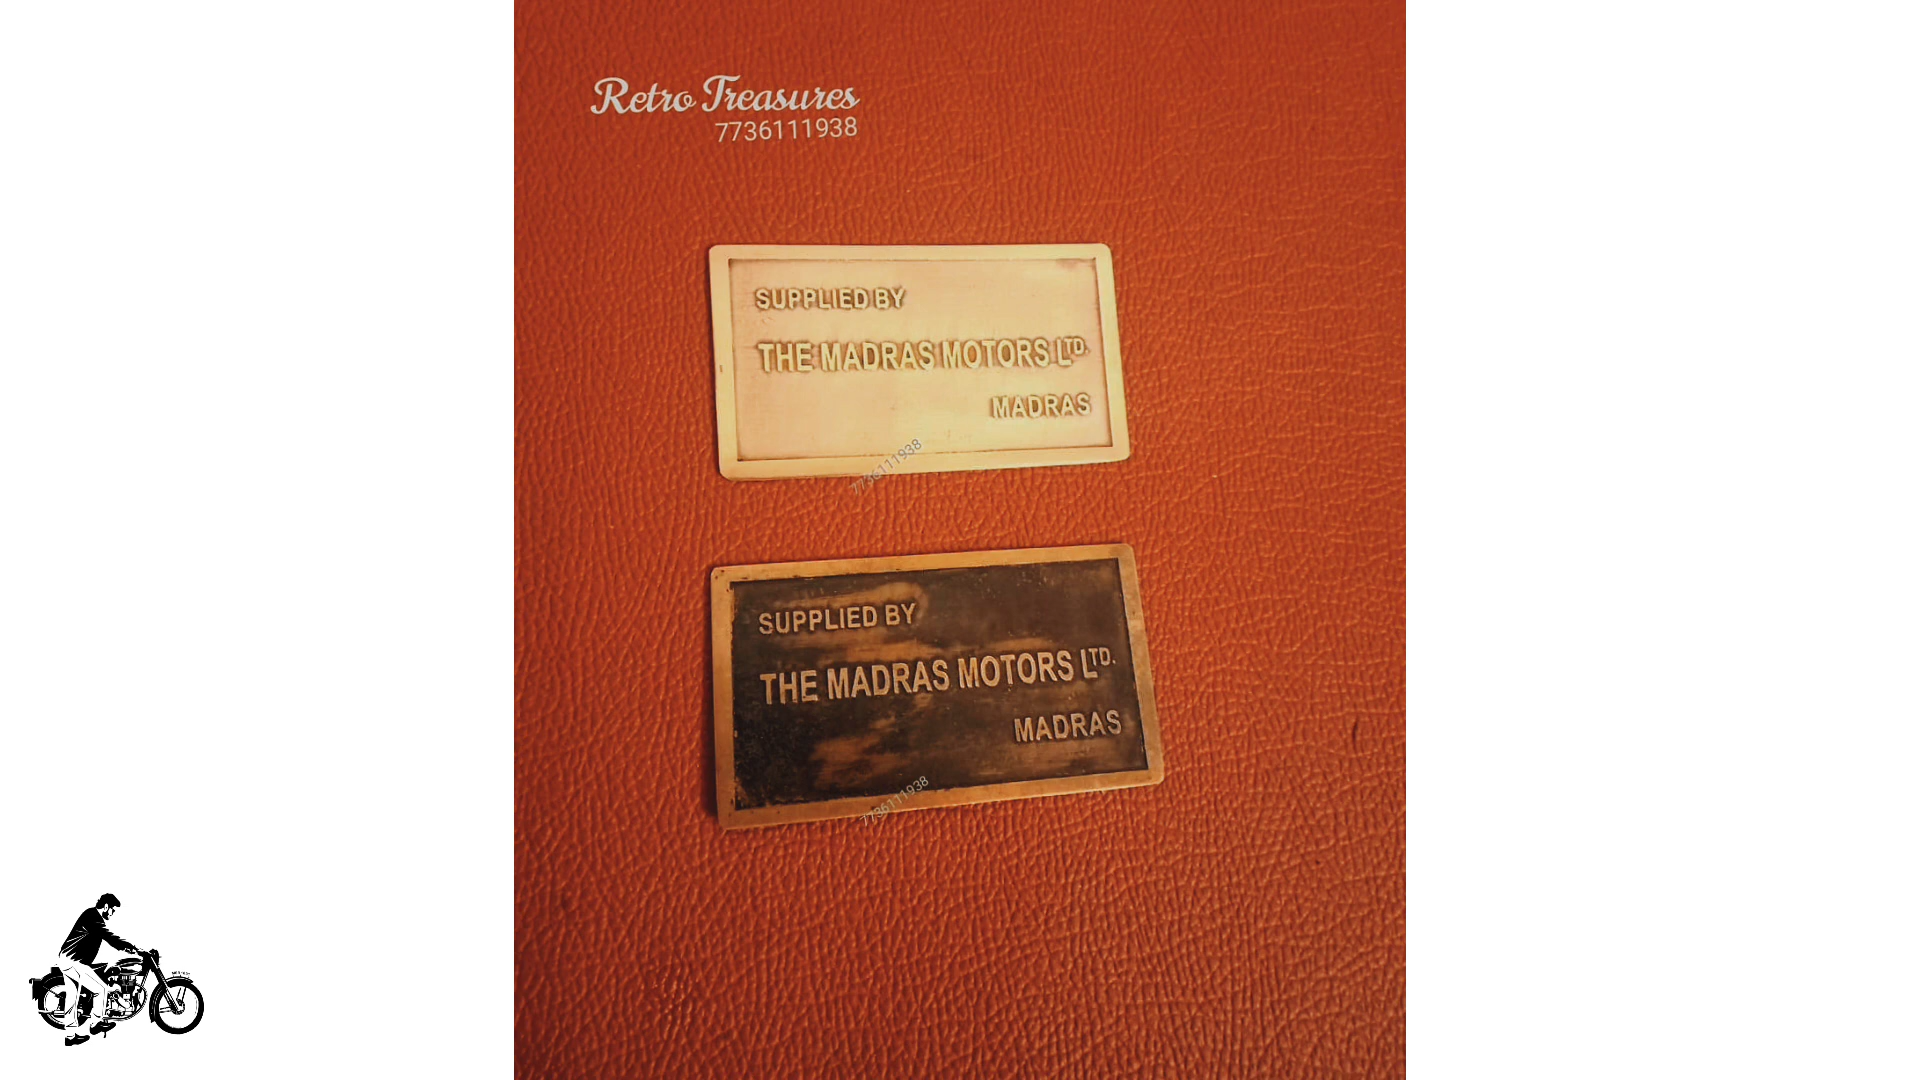 Retro Treasures
7736111938
SUPPLIED BY
THE MADRAS MOTORS LTD.
MADRAS
7736111938
SUPPLIED BY
THE MADRAS MOTORS LTD.
MADRAS
7736111938